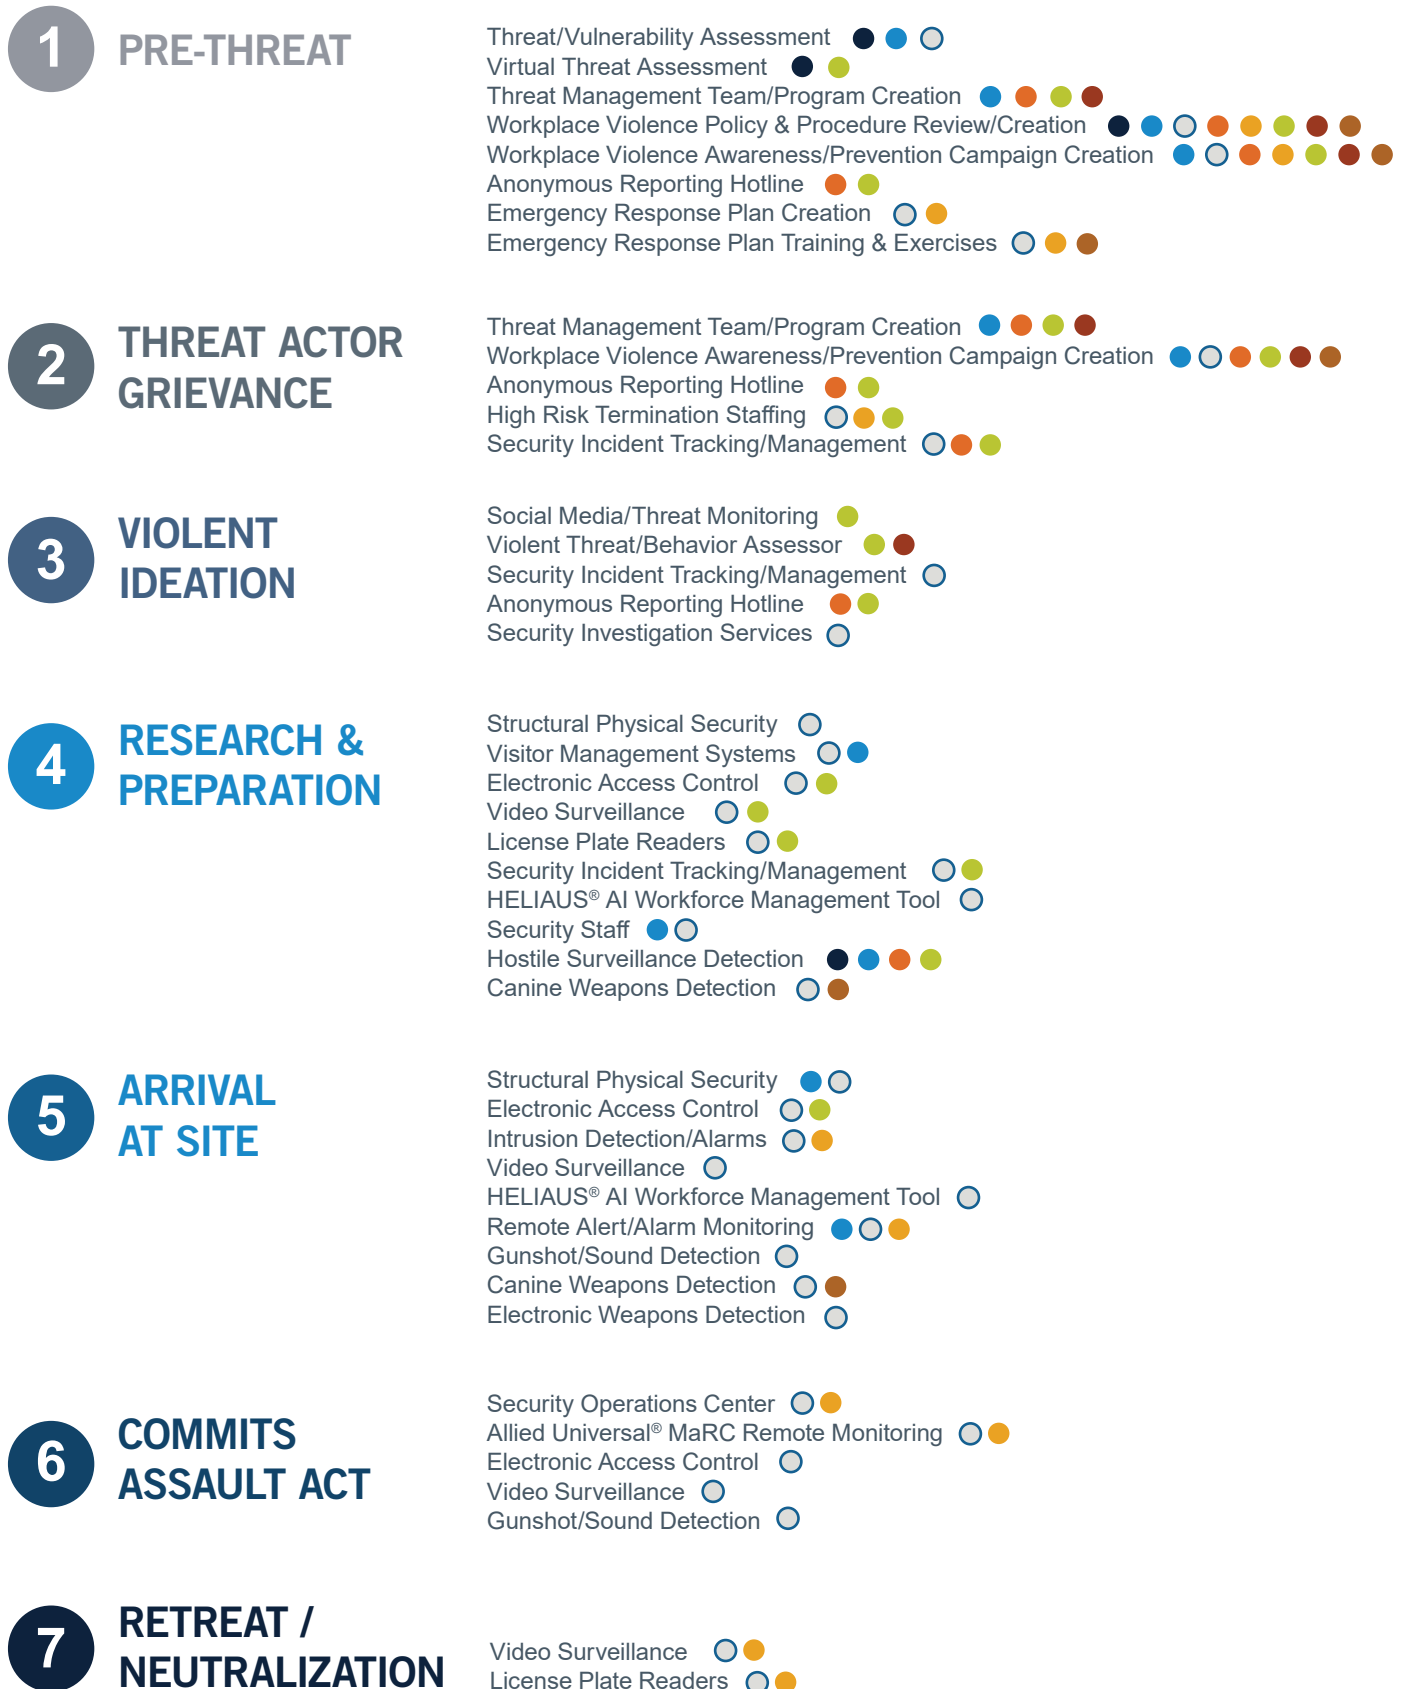 1
PRE-THREAT
Threat/Vulnerability Assessment
Virtual Threat Assessment
Threat Management Team/Program Creation
Workplace Violence Policy & Procedure Review/Creation
Workplace Violence Awareness/Prevention Campaign Creation
Anonymous Reporting Hotline
Emergency Response Plan Creation
Emergency Response Plan Training & Exercises
2
THREAT ACTOR
GRIEVANCE
Threat Management Team/Program Creation
Workplace Violence Awareness/Prevention Campaign Creation
Anonymous Reporting Hotline
High Risk Termination Staffing
Security Incident Tracking/Management
3
VIOLENT
IDEATION
Social Media/Threat Monitoring
Violent Threat/Behavior Assessor
Security Incident Tracking/Management
Anonymous Reporting Hotline
Security Investigation Services
4
RESEARCH &
PREPARATION
Structural Physical Security
Visitor Management Systems
Electronic Access Control
Video Surveillance
License Plate Readers
Security Incident Tracking/Management
HELIAUS® AI Workforce Management Tool
Security Staff
Hostile Surveillance Detection
Canine Weapons Detection
5
ARRIVAL
AT SITE
Structural Physical Security
Electronic Access Control
Intrusion Detection/Alarms
Video Surveillance
HELIAUS® AI Workforce Management Tool
Remote Alert/Alarm Monitoring
Gunshot/Sound Detection
Canine Weapons Detection
Electronic Weapons Detection
6
COMMITS
ASSAULT ACT
Security Operations Center
Allied Universal® MaRC Remote Monitoring
Electronic Access Control
Video Surveillance
Gunshot/Sound Detection
7
RETREAT /
NEUTRALIZATION
Video Surveillance
License Plate Readers